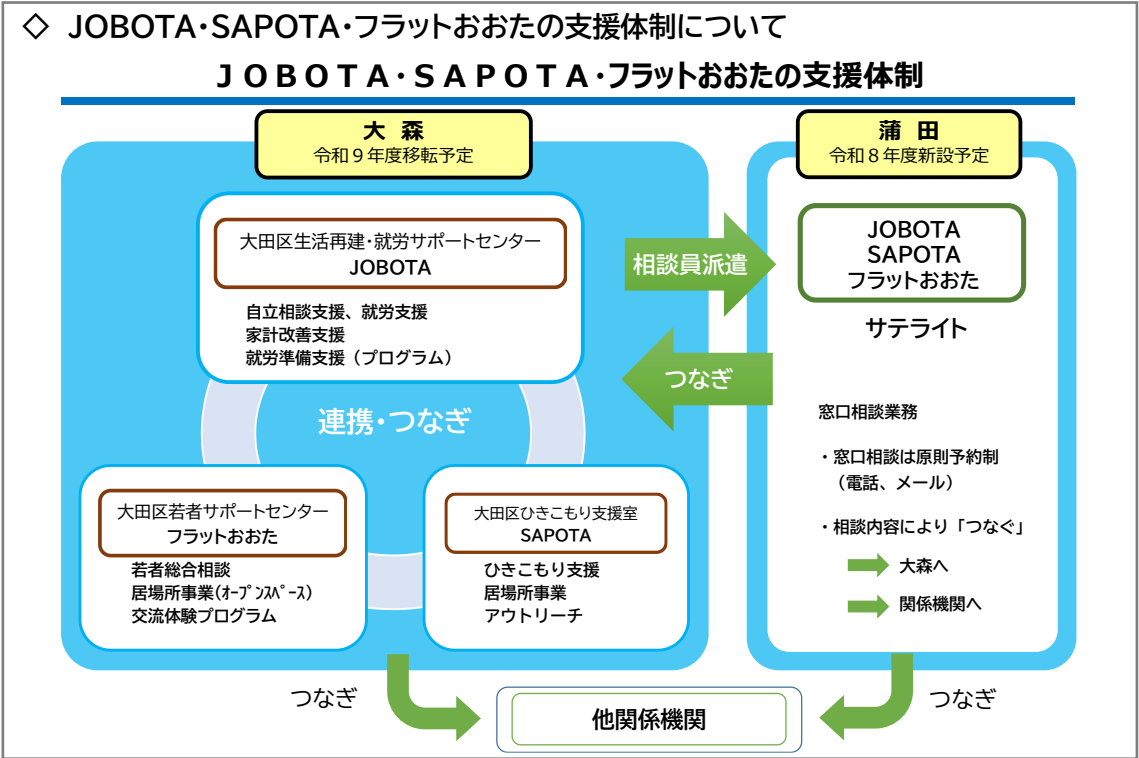 ◇ JOBOTA・SAPOTA・フラットおおたの支援体制について
ＪＯＢＯＴＡ・ＳＡＰＯＴＡ・フラットおおたの支援体制
大 森
令和９年度移転予定
大田区生活再建・就労サポートセンター
JOBOTA
自立相談支援、就労支援
家計改善支援
就労準備支援（プログラム）
連携・つなぎ
大田区若者サポートセンター
フラットおおた
若者総合相談
居場所事業(ｵｰﾌﾟﾝｽﾍﾟｰｽ)
交流体験プログラム
大田区ひきこもり支援室
SAPOTA
ひきこもり支援
居場所事業
アウトリーチ
相談員派遣
つなぎ
蒲 田
令和８年度新設予定
JOBOTA
SAPOTA
フラットおおた
サテライト
窓口相談業務
・窓口相談は原則予約制
（電話、メール）
・相談内容により「つなぐ」
大森へ
関係機関へ
つなぎ
他関係機関
つなぎ